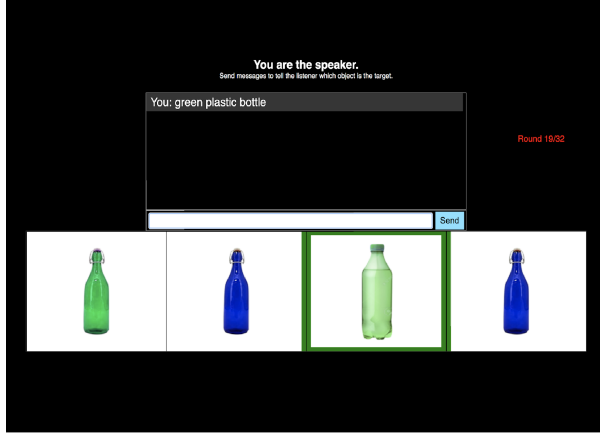 You are the speaker.
Send messages to tell the listener which object is the target.
You: green plastic bottle
Round 19/32
Send